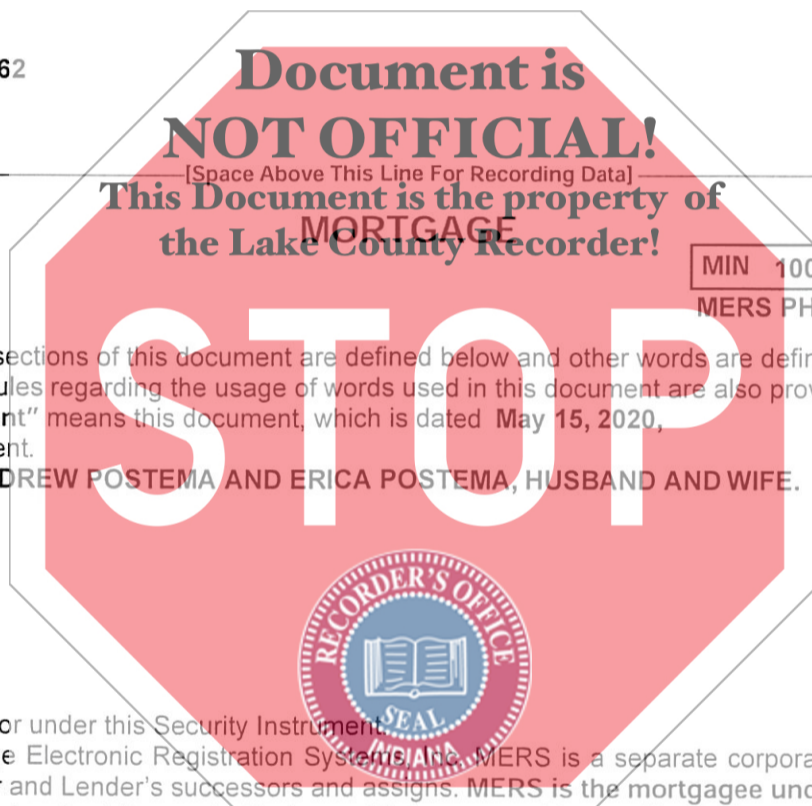 62
Document is
NOT OFFICIAL!
[Space Above This Line For Recording Data]
This Document is the property of
MORTGAGE
the Lake County Recorder!
MIN 100
MERS PH
STOP
sections of this document are defined below and other words are defin
ules regarding the usage of words used in this document are also prov
nt" means this document, which is dated May 15, 2020,
ent.
DREW POSTEMA AND ERICA POSTEMA, HUSBAND AND WIFE.
RECORDER'S OFFICE
SEAL
INDIANA
or under this Security Instrument.
e Electronic Registration Systems, Inc. MERS is a separate corpora
and Lender's successors and assigns. MERS is the mortgagee und